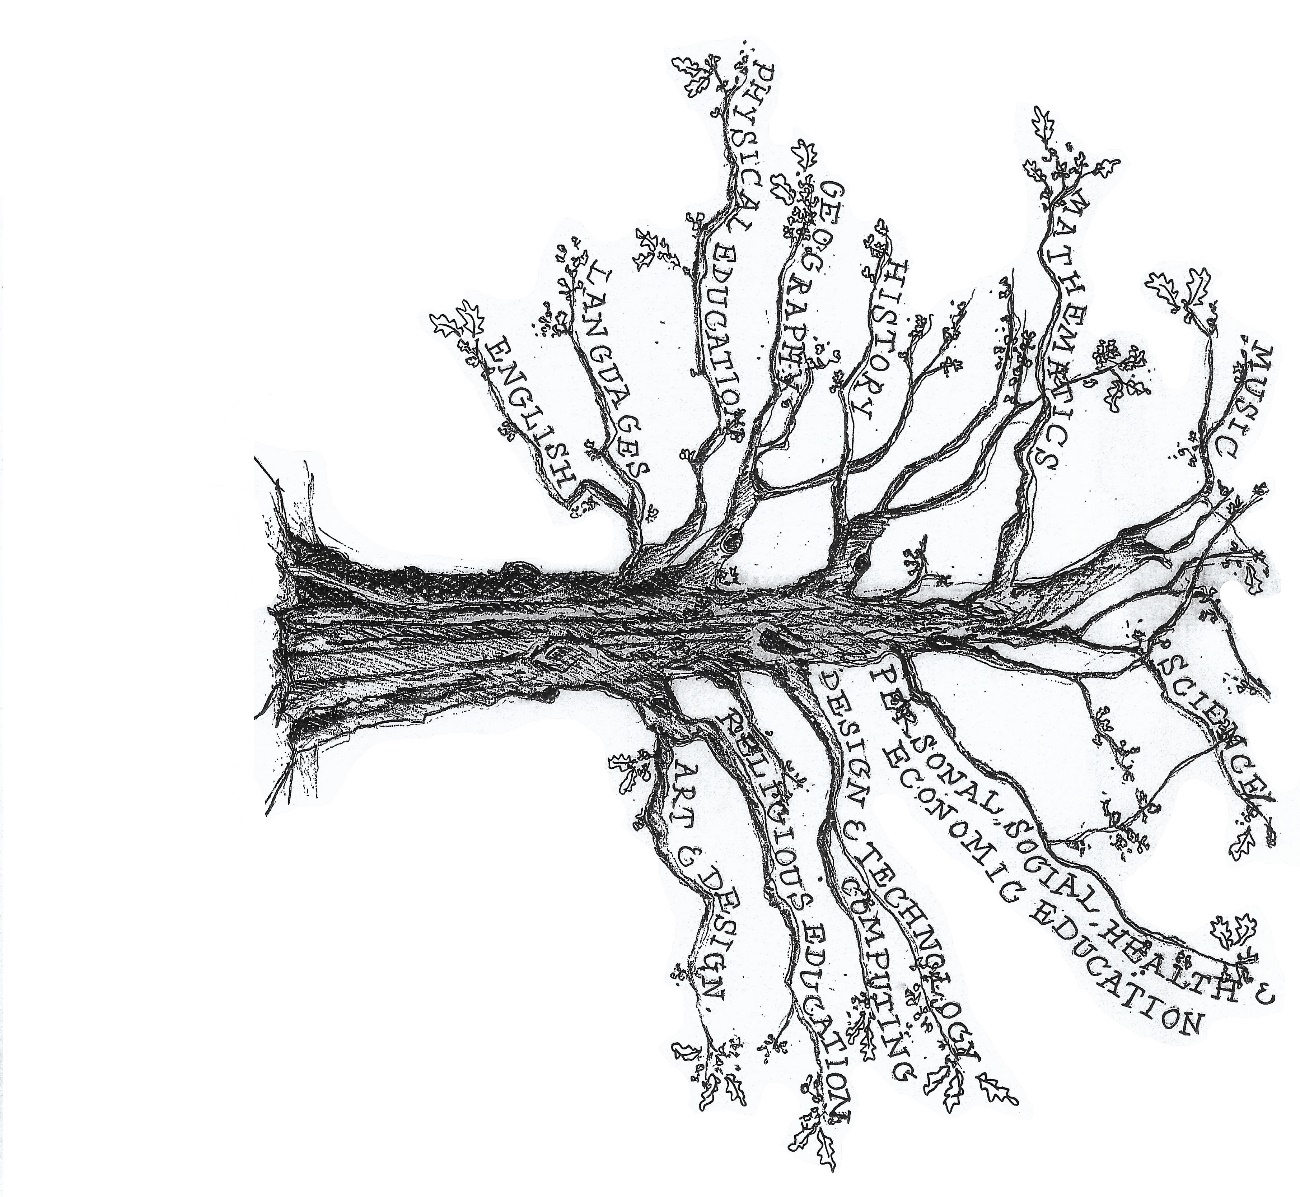 ENGLISH
LANGUAGES
PHYSICAL EDUCATION
GEOGRAPHY
HISTORY
MATHEMATICS
MUSIC
SCIENCE
PERSONAL, SOCIAL, HEALTH &
ECONOMIC EDUCATION
DESIGN & TECHNOLOGY
COMPUTING
RELIGIOUS EDUCATION
ART & DESIGN.